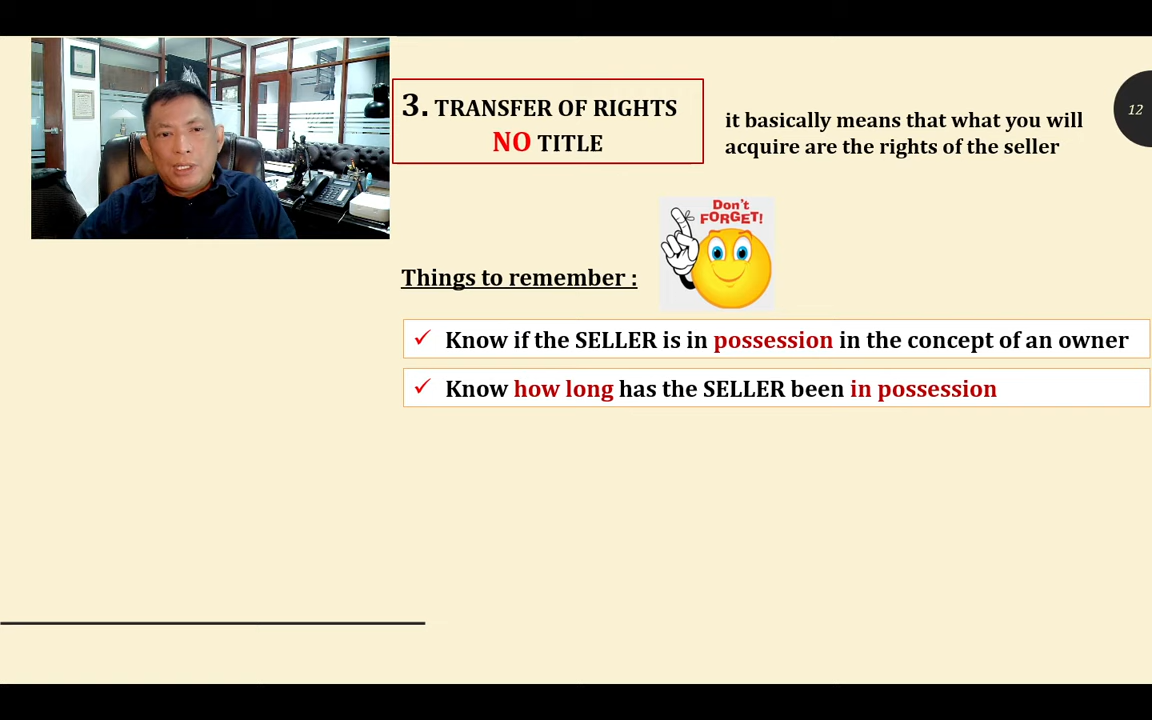 3. TRANSFER OF RIGHTS
NO TITLE
it basically means that what you will
acquire are the rights of the seller
12
Don't
FORGET!
Things to remember :
✓ Know if the SELLER is in possession in the concept of an owner
✓ Know how long has the SELLER been in possession